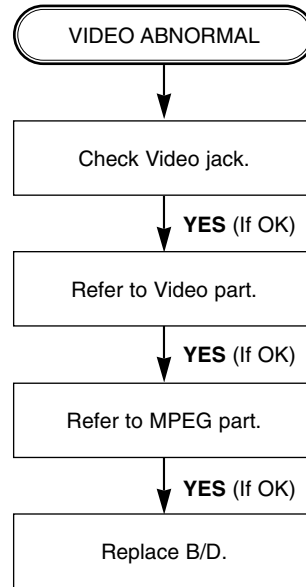 VIDEO ABNORMAL
Check Video jack.
YES (If OK)
Refer to Video part.
YES (If OK)
Refer to MPEG part.
YES (If OK)
Replace B/D.